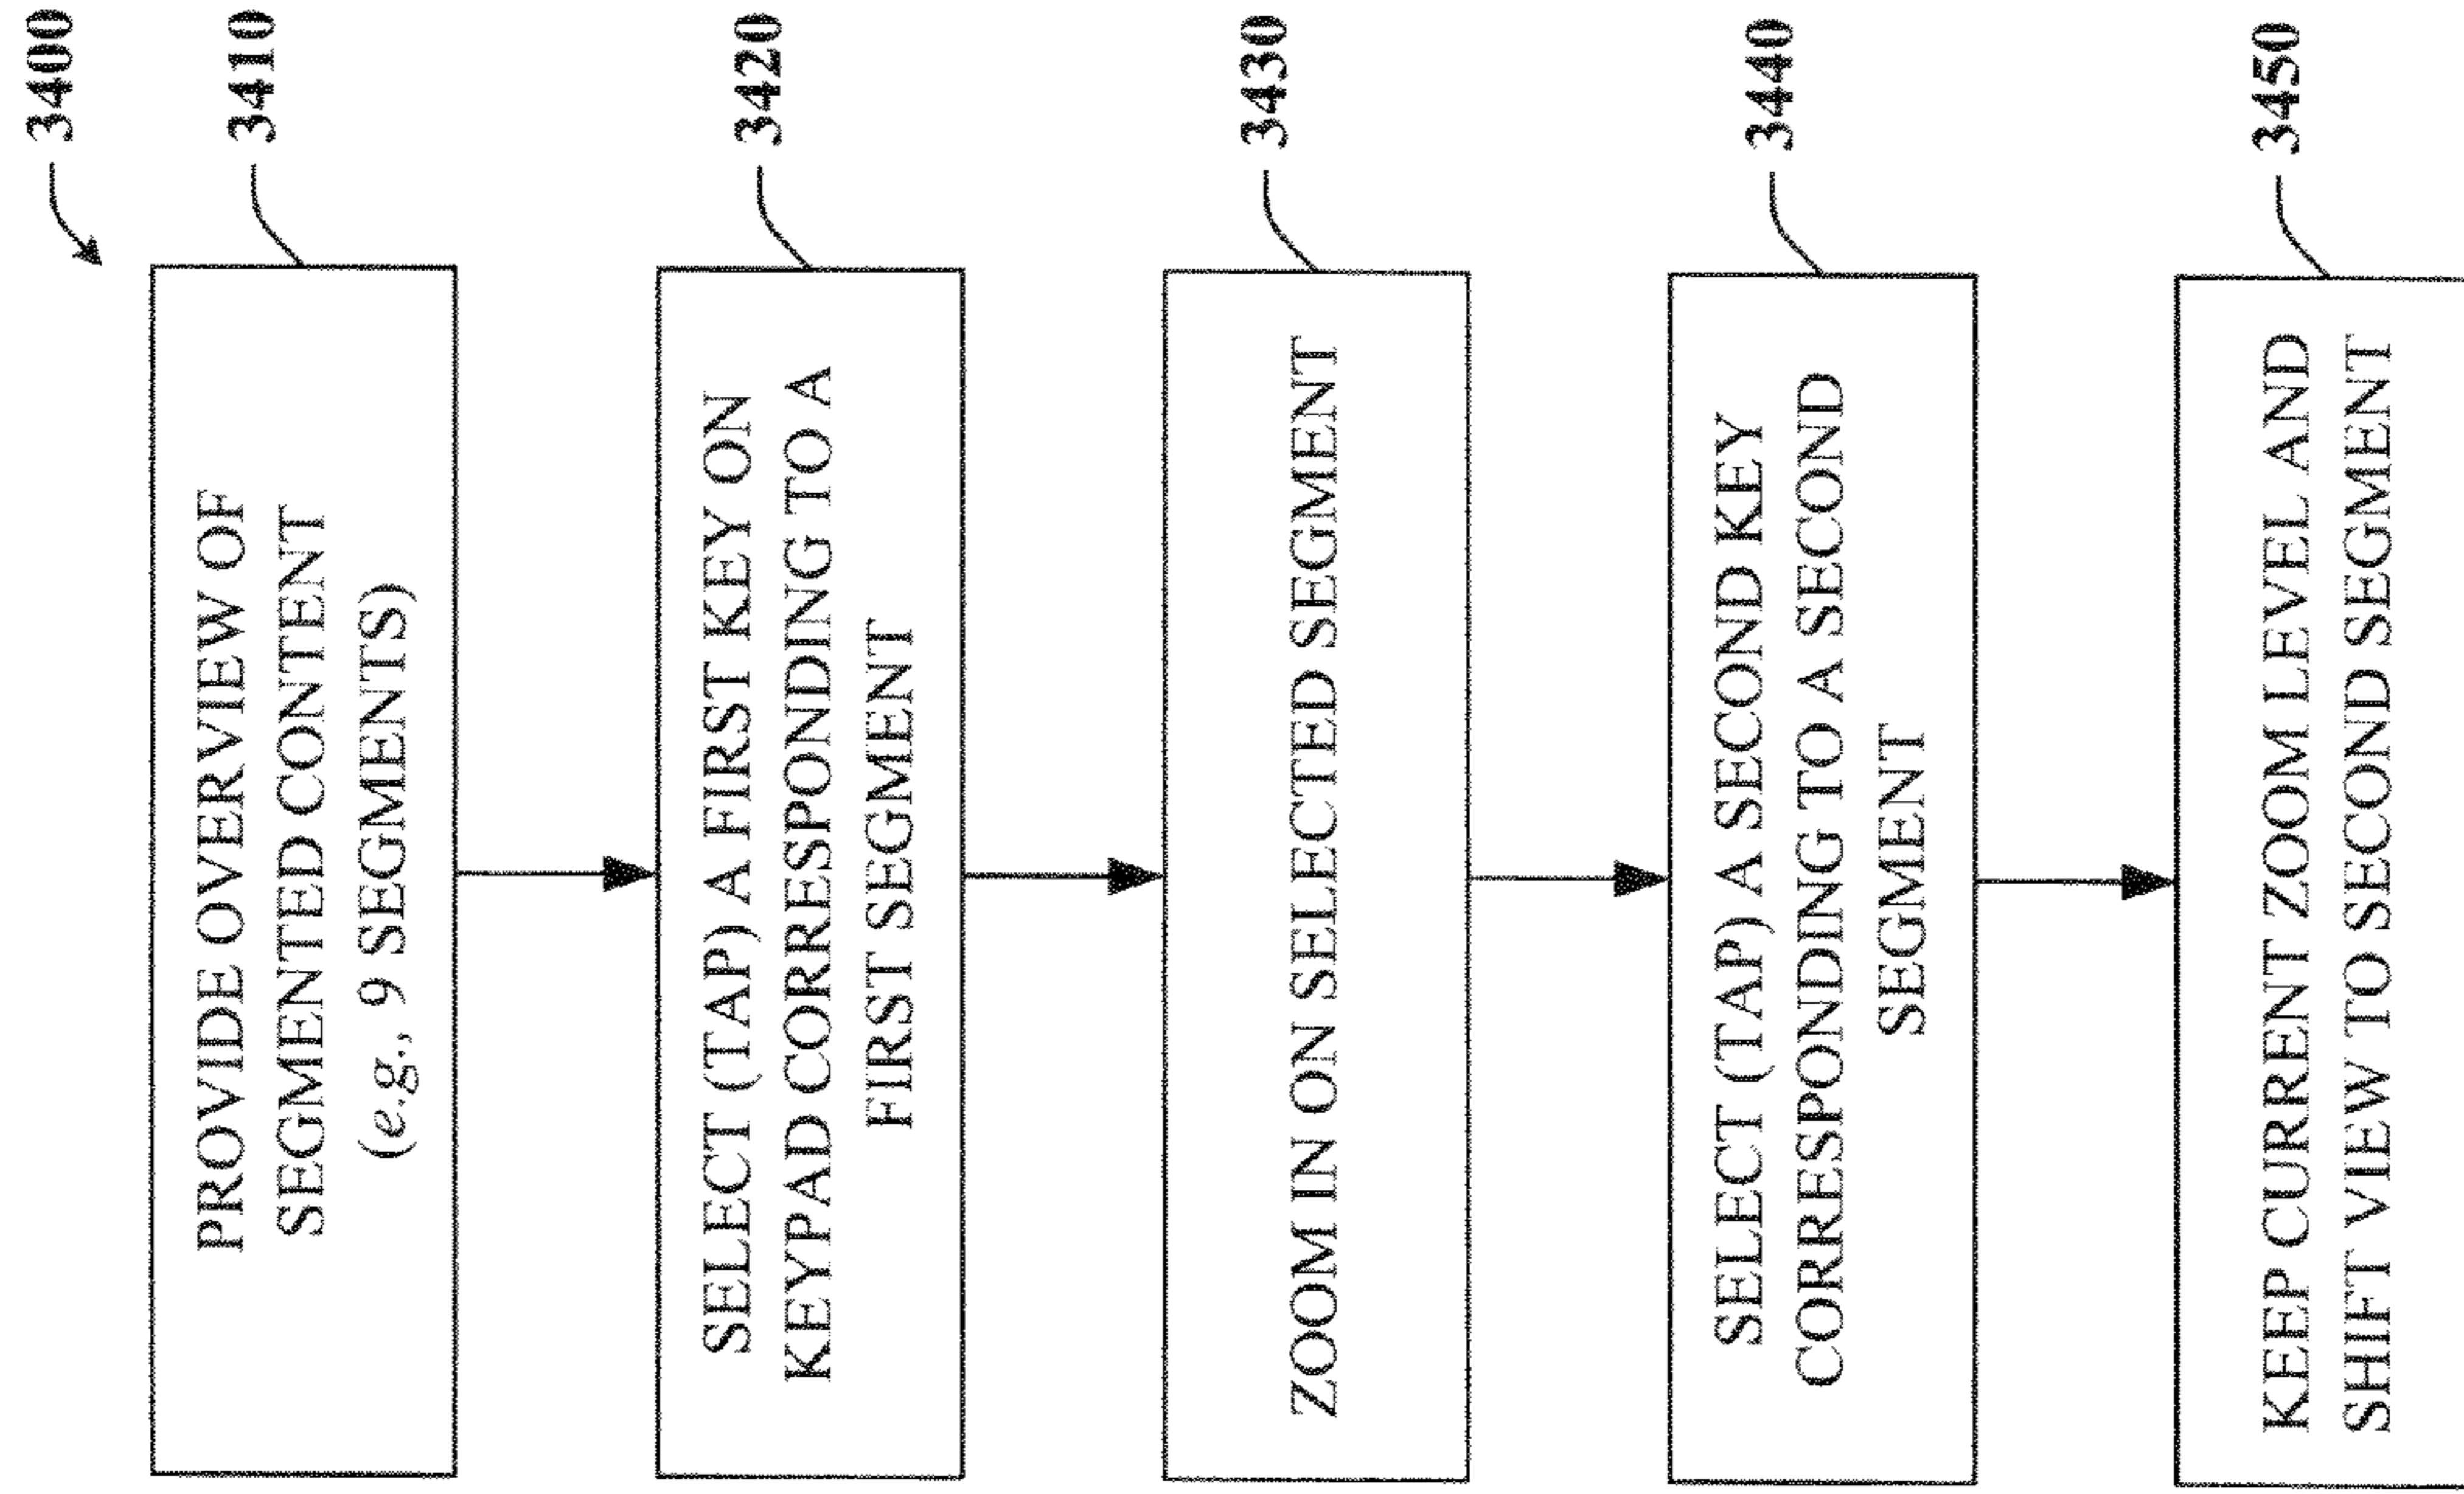 3400
PROVIDE OVERVIEW OF
SEGMENTED CONTENT
(e.g., 9 SEGMENTS)
3410
SELECT (TAP) A FIRST KEY ON
KEYPAD CORRESPONDING TO A
FIRST SEGMENT
3420
ZOOM IN ON SELECTED SEGMENT
3430
SELECT (TAP) A SECOND KEY
CORRESPONDING TO A SECOND
SEGMENT
3440
KEEP CURRENT ZOOM LEVEL AND
SHIFT VIEW TO SECOND SEGMENT
3450